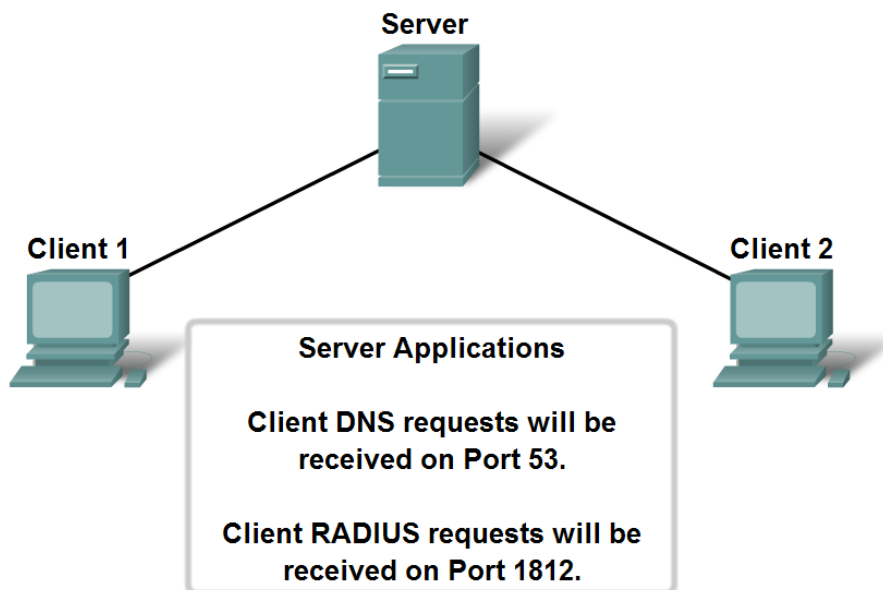 Server
Client 1
Client 2
Server Applications
Client DNS requests will be
received on Port 53.
Client RADIUS requests will be
received on Port 1812.